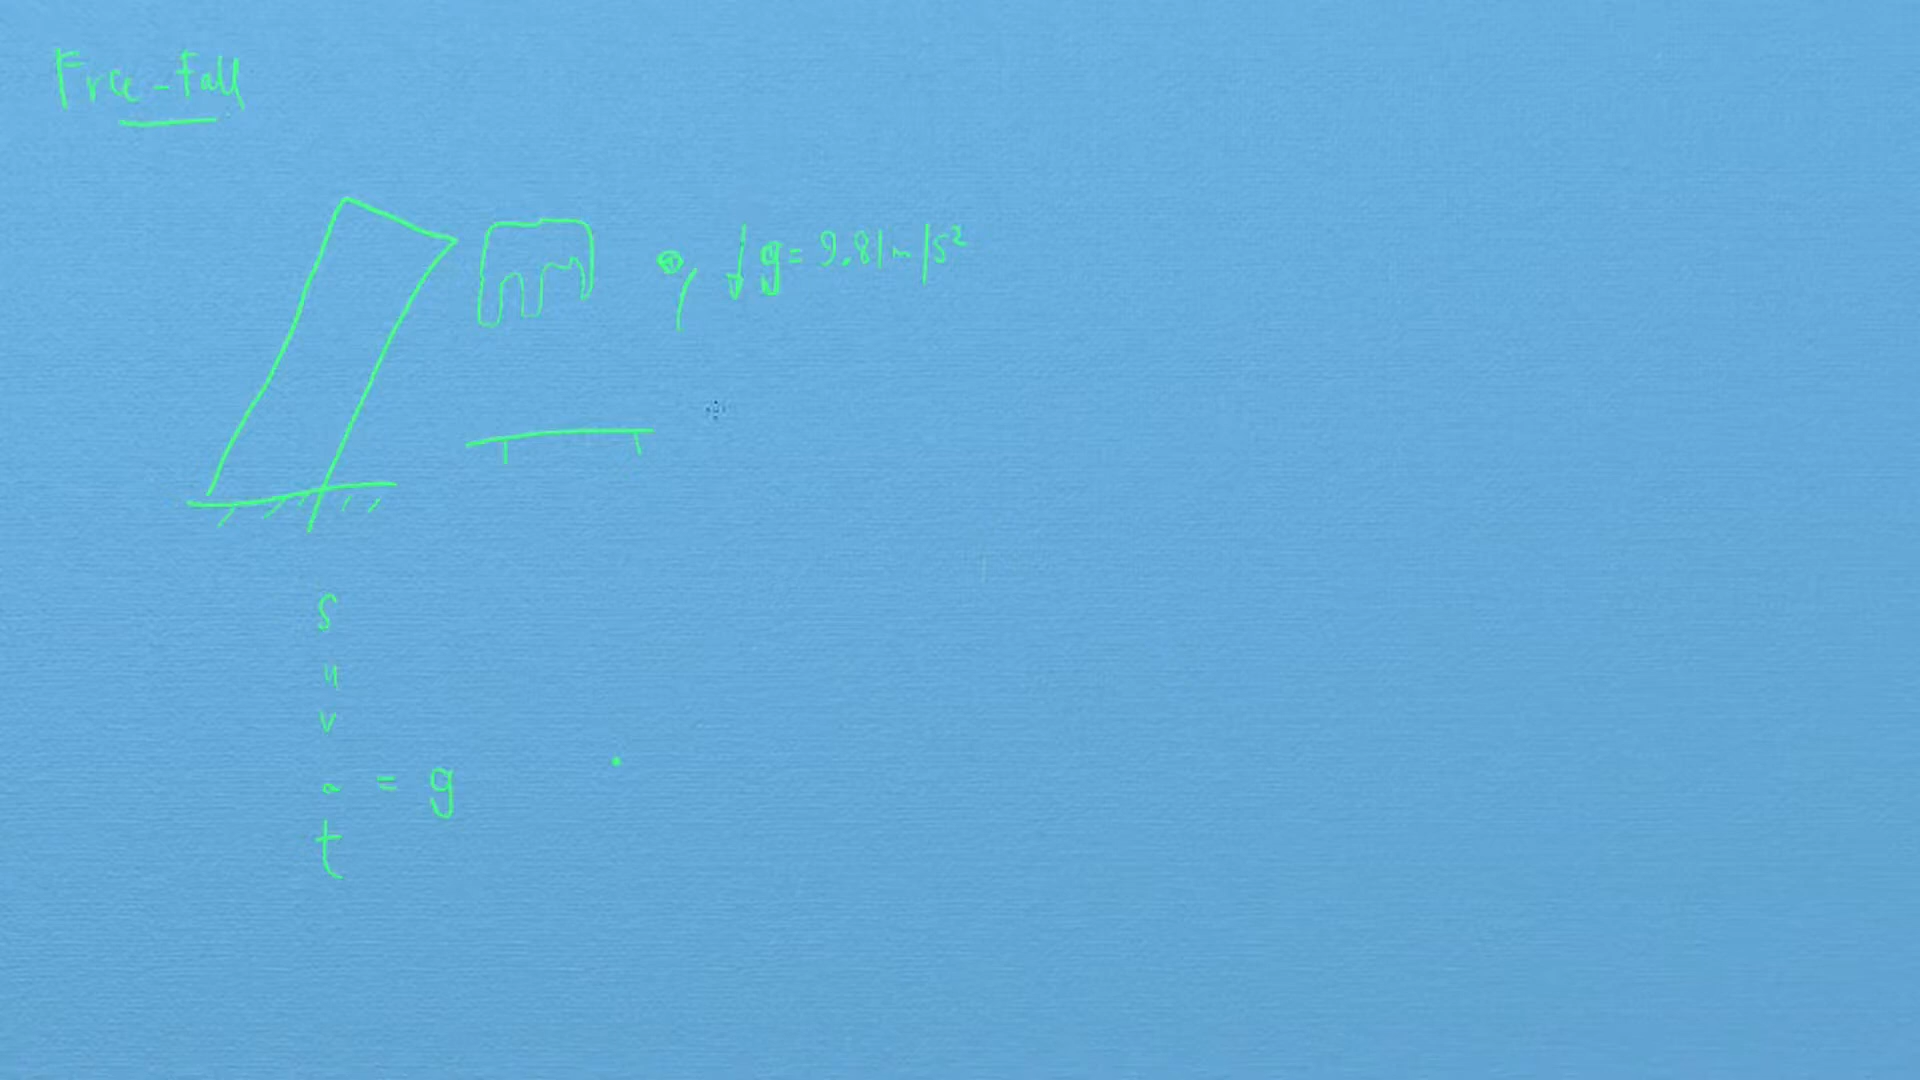 Free-Fall
g = 9.81 m/s²
s
u
v
a = g
t